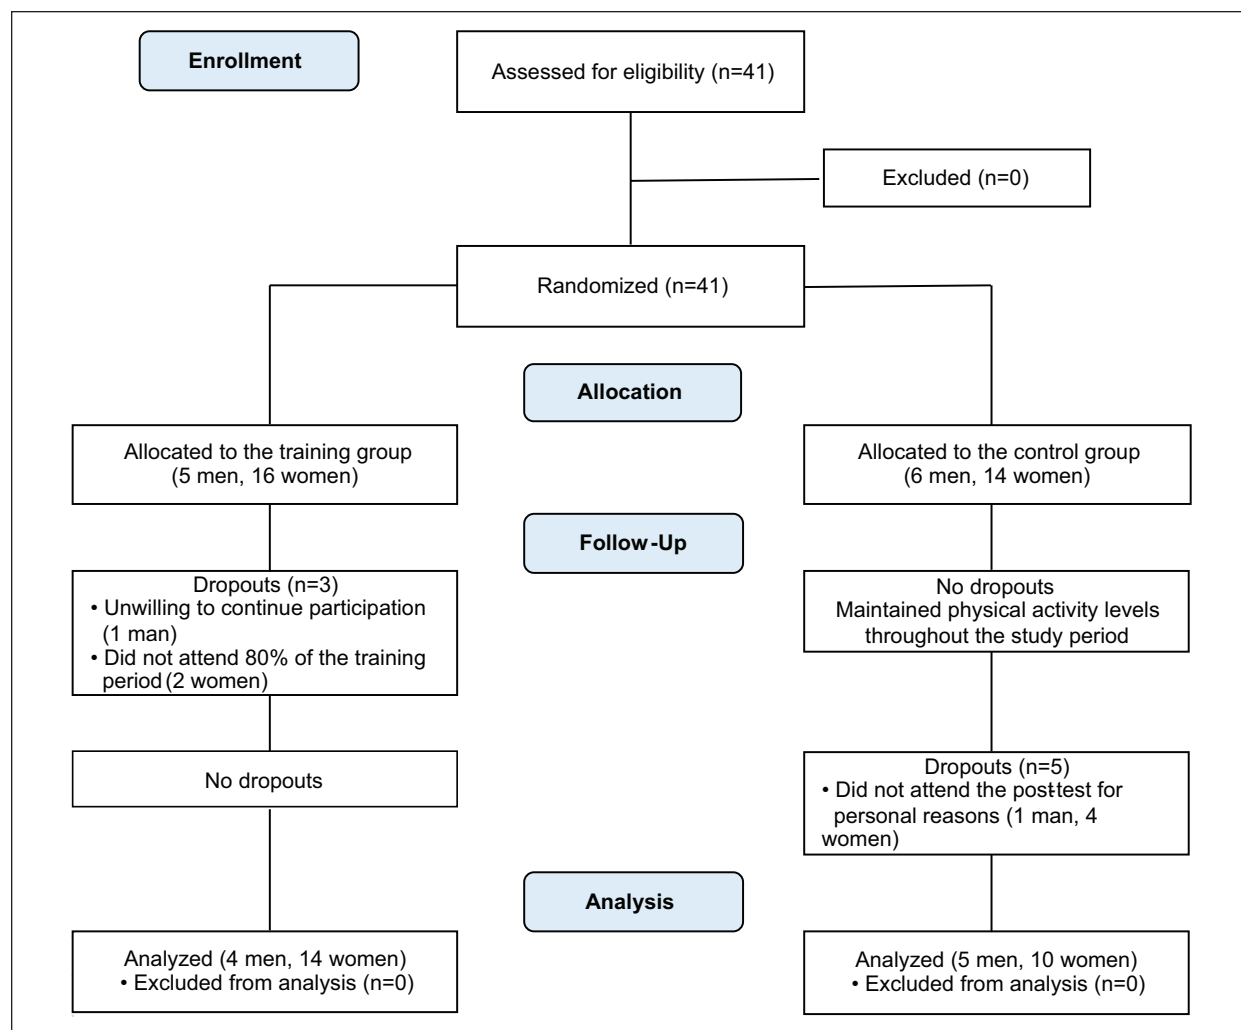 Enrollment
Assessed for eligibility (n=41)
Excluded (n=0)
Randomized (n=41)
Allocation
Allocated to the training group
(5 men, 16 women)
Allocated to the control group
(6 men, 14 women)
Follow-Up
Dropouts (n=3)
• Unwilling to continue participation
(1 man)
• Did not attend 80% of the training
period (2 women)
No dropouts
Maintained physical activity levels
throughout the study period
No dropouts
Dropouts (n=5)
• Did not attend the post-test for
personal reasons (1 man, 4
women)
Analysis
Analyzed (4 men, 14 women)
• Excluded from analysis (n=0)
Analyzed (5 men, 10 women)
• Excluded from analysis (n=0)